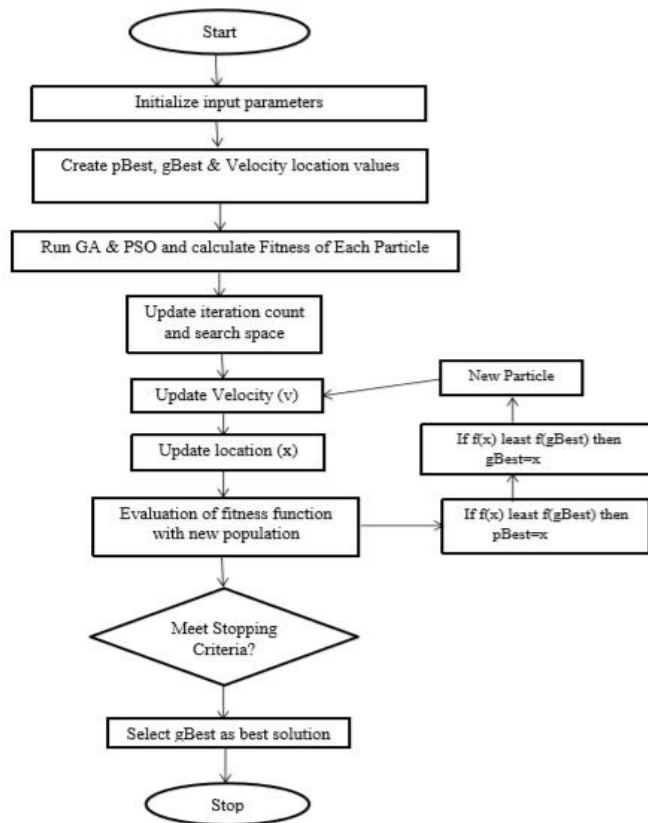 Start
Initialize input parameters
Create pBest, gBest & Velocity location values
Run GA & PSO and calculate Fitness of Each Particle
Update iteration count
and search space
Update Velocity (v)
Update location (x)
Evaluation of fitness function
with new population
If f(x) least f(gBest) then
pBest=x
If f(x) least f(gBest) then
gBest=x
New Particle
Meet Stopping
Criteria?
Select gBest as best solution
Stop